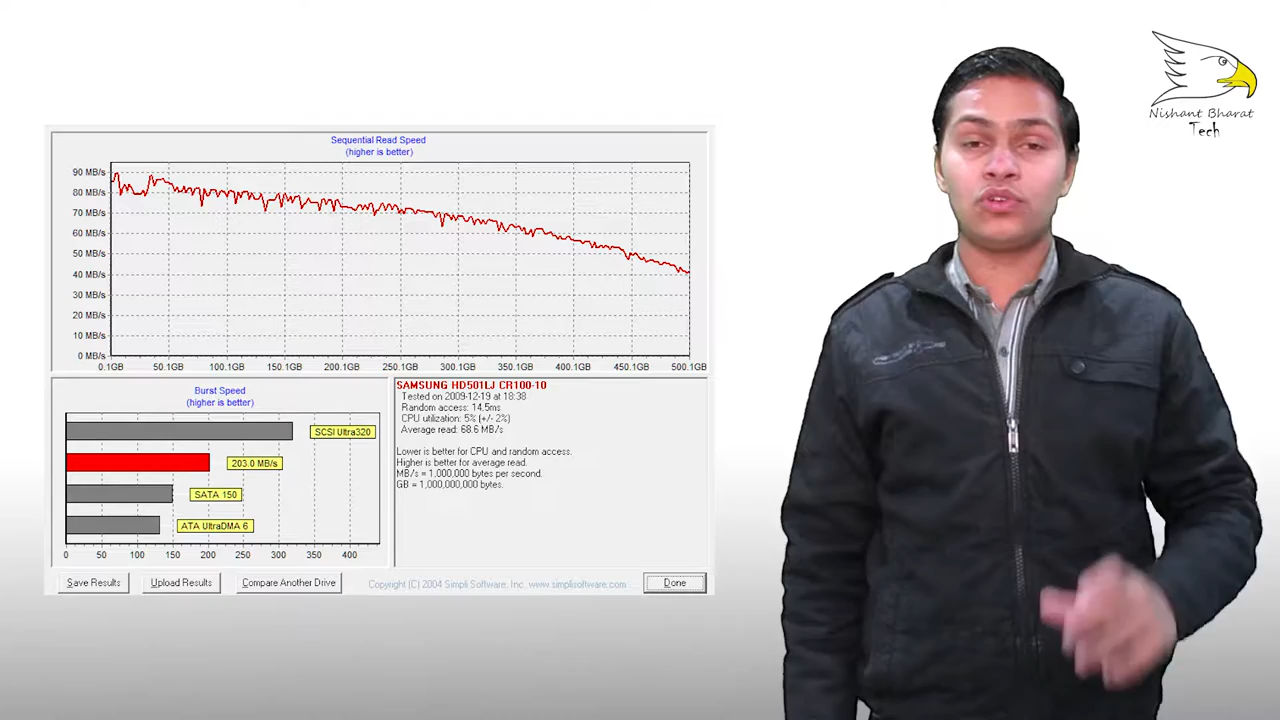 Nishant Bharat
Tech
Sequential Read Speed
(higher is better)
90 MB/s
80 MB/s
70 MB/s
60 MB/s
50 MB/s
40 MB/s
30 MB/s
20 MB/s
10 MB/s
0 MB/s
0.1GB 50.1GB 100.1GB 150.1GB 200.1GB 250.1GB 300.1GB 350.1GB 400.1GB 450.1GB 500.1GB
Burst Speed
(higher is better)
SCSI Ultra320
203.0 MB/s
SATA 150
ATA UltraDMA 6
0 50 100 150 200 250 300 350 400
SAMSUNG HD501LJ CR100-10
Tested on 2009-12-19 at 18:38
Random access: 14.5ms
CPU utilization: 5% (+/- 2%)
Average read: 68.6 MB/s
Lower is better for CPU and random access.
Higher is better for average read.
MB/s = 1,000,000 bytes per second.
GB = 1,000,000,000 bytes.
Save Results Upload Results Compare Another Drive Copyright (C) 2004 Simpli Software, Inc. www.simplisoftware.com Done